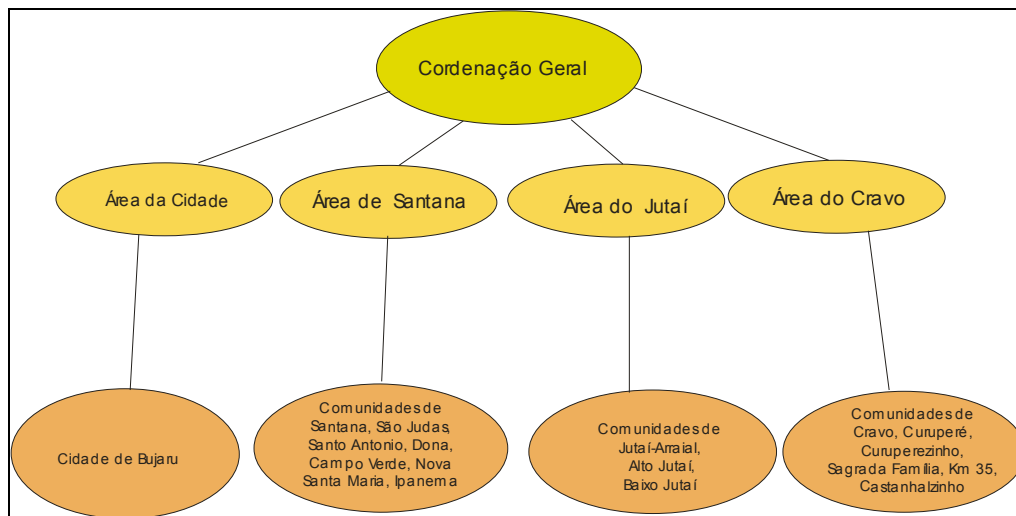 Cordenação Geral
Área da Cidade
Área de Santana
Área do Jutaí
Área do Cravo
Cidade de Bujaru
Comunidades de
Santana, São Judas,
Santo Antonio, Dona,
Campo Verde, Nova
Santa Maria, Ipanema
Comunidades de
Jutaí-Arraial,
Alto Jutaí,
Baixo Jutaí
Comunidades de
Cravo, Curuperé,
Curuperezinho,
Sagrada Família, Km 35,
Castanhalzinho